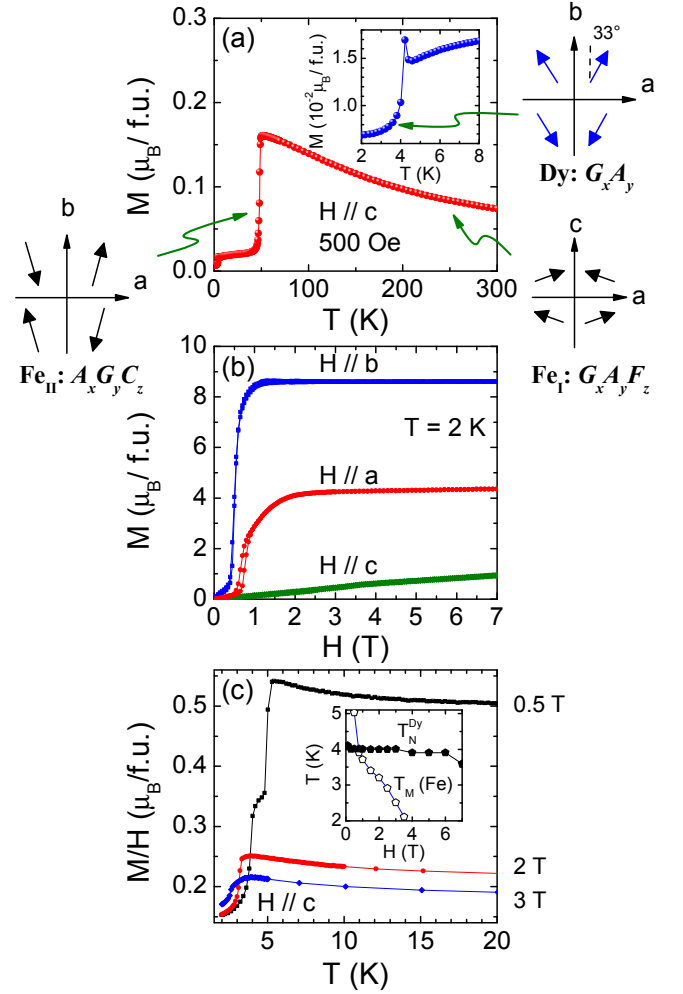 (a)
M (μB/ f.u.)
0.3
0.2
0.1
0.0
0 50 100 200 300
T (K)
H // c
500 Oe
M (10⁻²μB/ f.u.)
1.5
1.0
2 4 6 8
T (K)
b
33°
a
Dy: GxAy
c
a
FeI: GxAyFz
b
a
FeII: AxGyCz
(b)
M (μB/ f.u.)
10
8
6
4
2
0
0 1 2 3 4 5 6 7
H (T)
H // b
T = 2 K
H // a
H // c
(c)
M/H (μB/f.u.)
0.5
0.4
0.3
0.2
5 10 15 20
T (K)
H // c
0.5 T
2 T
3 T
T (K)
5
4
3
2
0 2 4 6
H (T)
TNDy
TM (Fe)